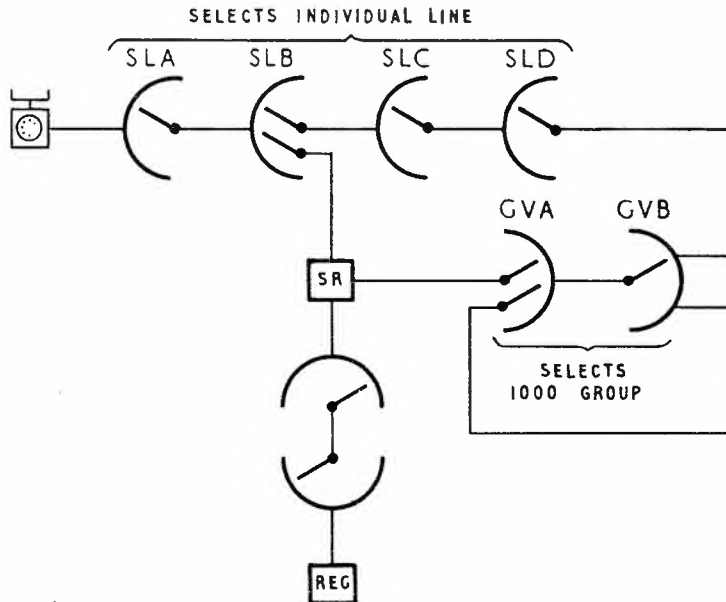 SELECTS INDIVIDUAL LINE
SLA SLB SLC SLD
GVA GVB
SR
SELECTS
1000 GROUP
REG